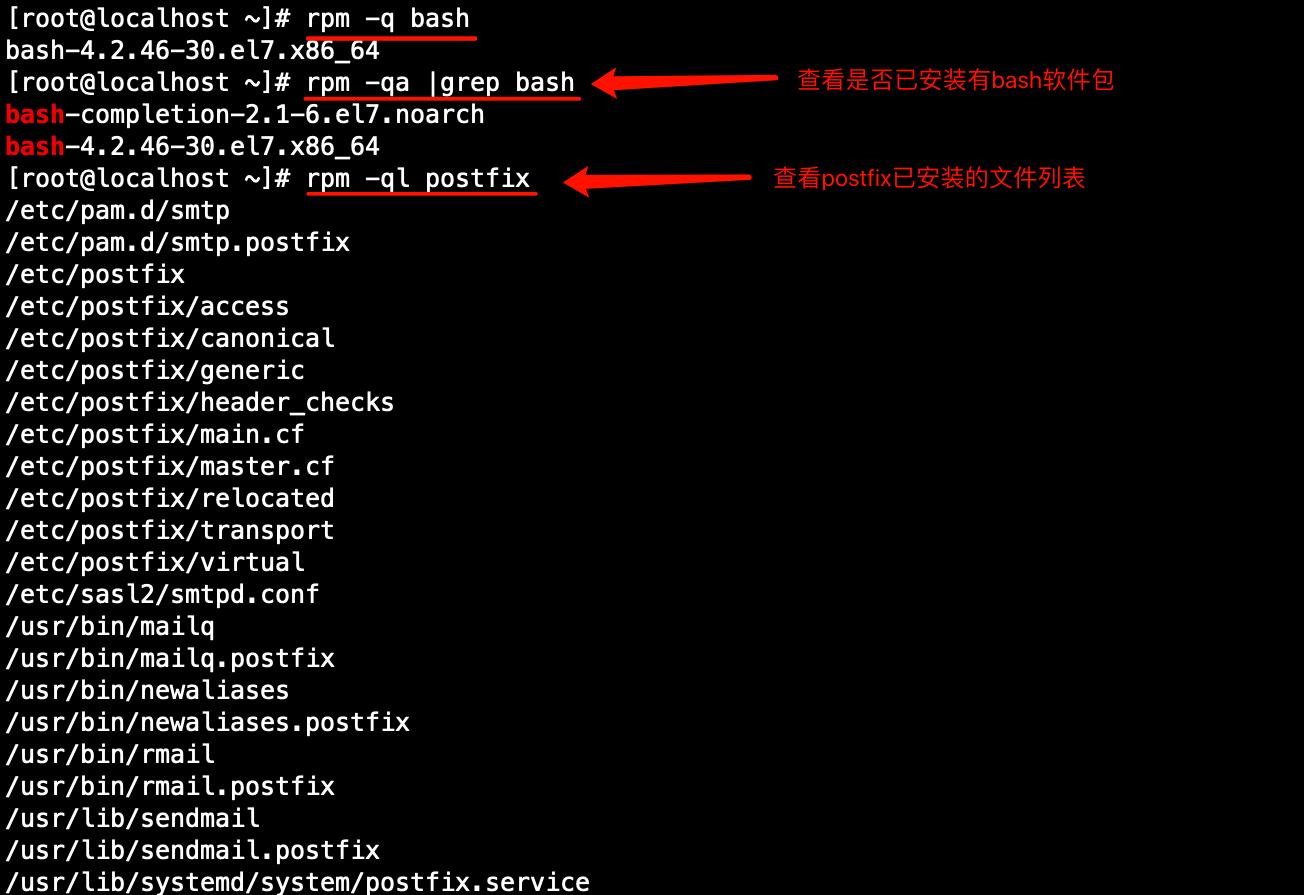 [root@localhost ~]# rpm -q bash
bash-4.2.46-30.el7.x86_64
[root@localhost ~]# rpm -qa |grep bash 查看是否已安装有bash软件包
bash-completion-2.1-6.el7.noarch
bash-4.2.46-30.el7.x86_64
[root@localhost ~]# rpm -ql postfix 查看postfix已安装的文件列表
/etc/pam.d/smtp
/etc/pam.d/smtp.postfix
/etc/postfix
/etc/postfix/access
/etc/postfix/canonical
/etc/postfix/generic
/etc/postfix/header_checks
/etc/postfix/main.cf
/etc/postfix/master.cf
/etc/postfix/relocated
/etc/postfix/transport
/etc/postfix/virtual
/etc/sasl2/smtpd.conf
/usr/bin/mailq
/usr/bin/mailq.postfix
/usr/bin/newaliases
/usr/bin/newaliases.postfix
/usr/bin/rmail
/usr/bin/rmail.postfix
/usr/lib/sendmail
/usr/lib/sendmail.postfix
/usr/lib/systemd/system/postfix.service